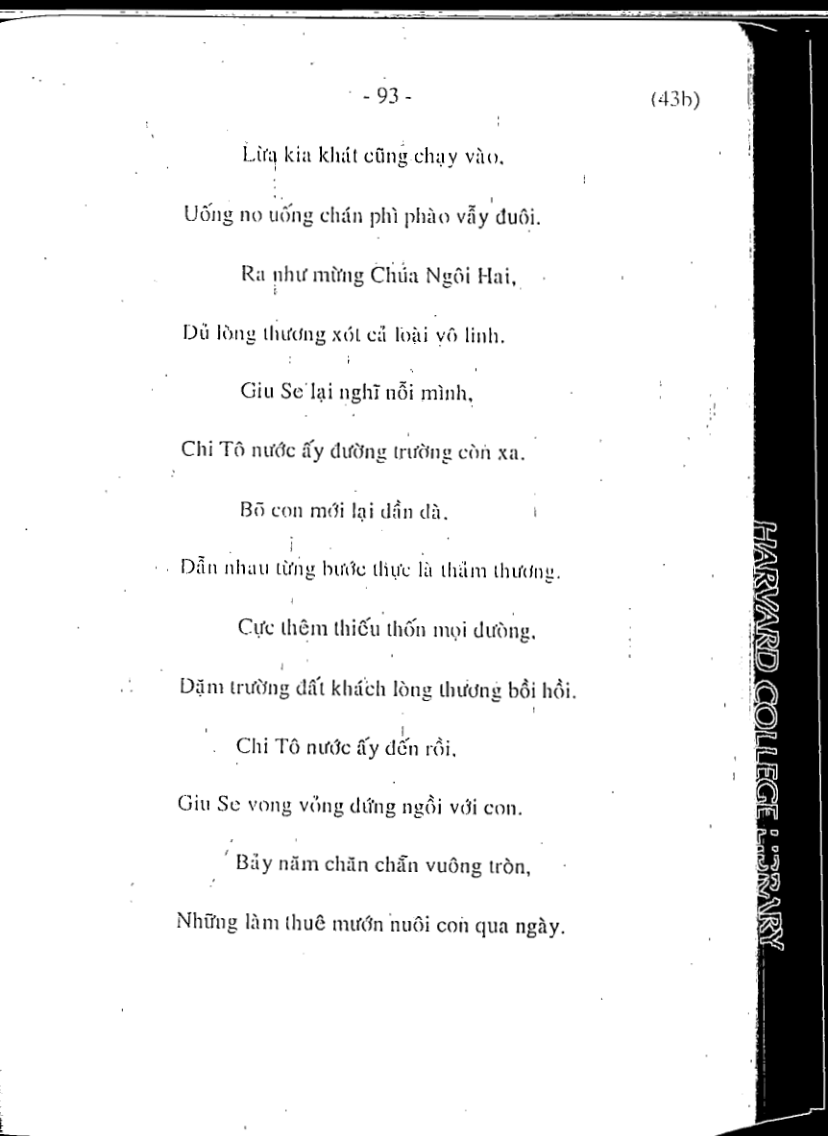 - 93 -
(43b)
Lừa kia khát cũng chạy vào.
Uống no uống chán phì phào vẫy đuôi.
Ra như mừng Chúa Ngôi Hai,
Dủ lòng thương xót cả loài vô linh.
Giu Se lại nghĩ nỗi mình,
Chi Tô nước ấy đường trường còn xa.
Bõ con mới lại dần dà.
Dẫn nhau từng bước thực là thảm thương.
Cực thêm thiếu thốn mọi đường,
Dặm trường đất khách lòng thương bồi hồi.
Chi Tô nước ấy đến rồi.
Giu Se vong vỏng đứng ngồi với con.
Bảy năm chăn chẵn vuông tròn,
Những làm thuê mướn nuôi con qua ngày.
HARVARD COLLEGE LIBRARY